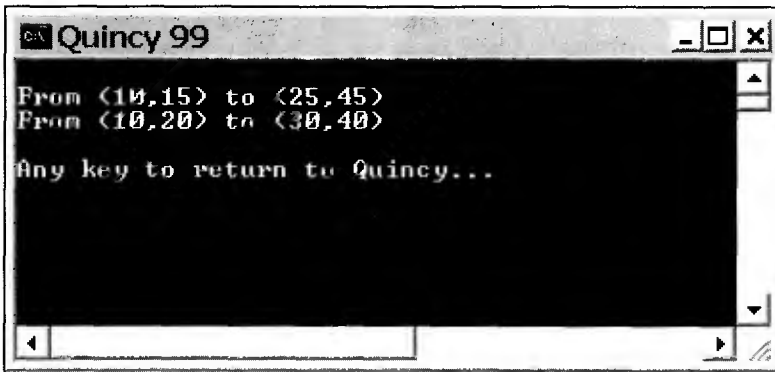 Quincy 99
From (10,15) to (25,45)
From (10,20) to (30,40)
Any key to return to Quincy...